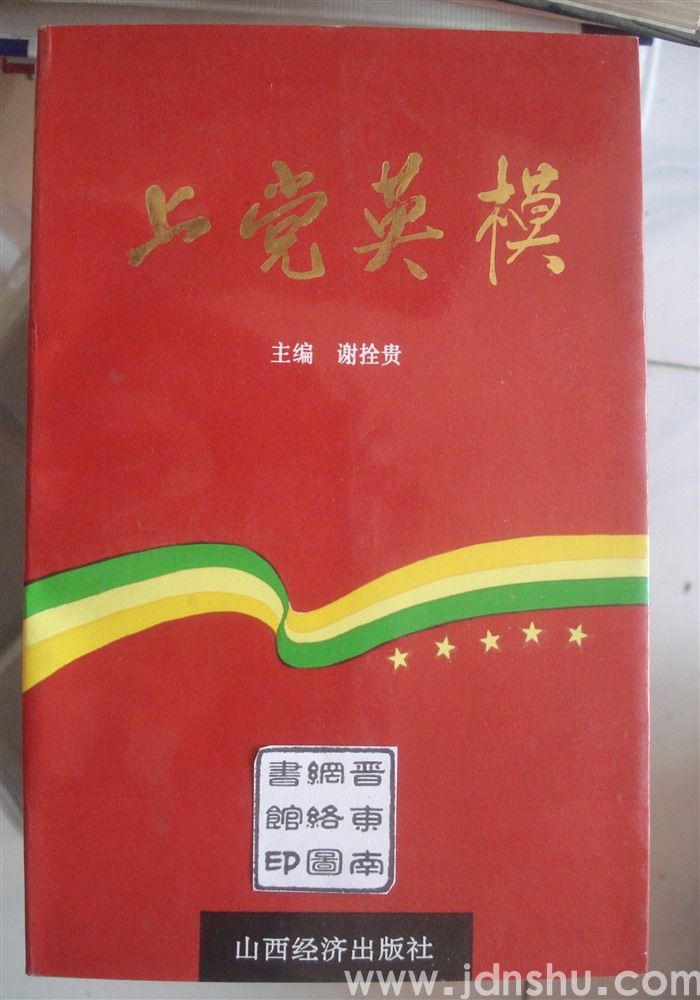 上党英模
主编 谢拴贵
晋東南
網絡圖
書館印
山西经济出版社
www.jdnshu.com